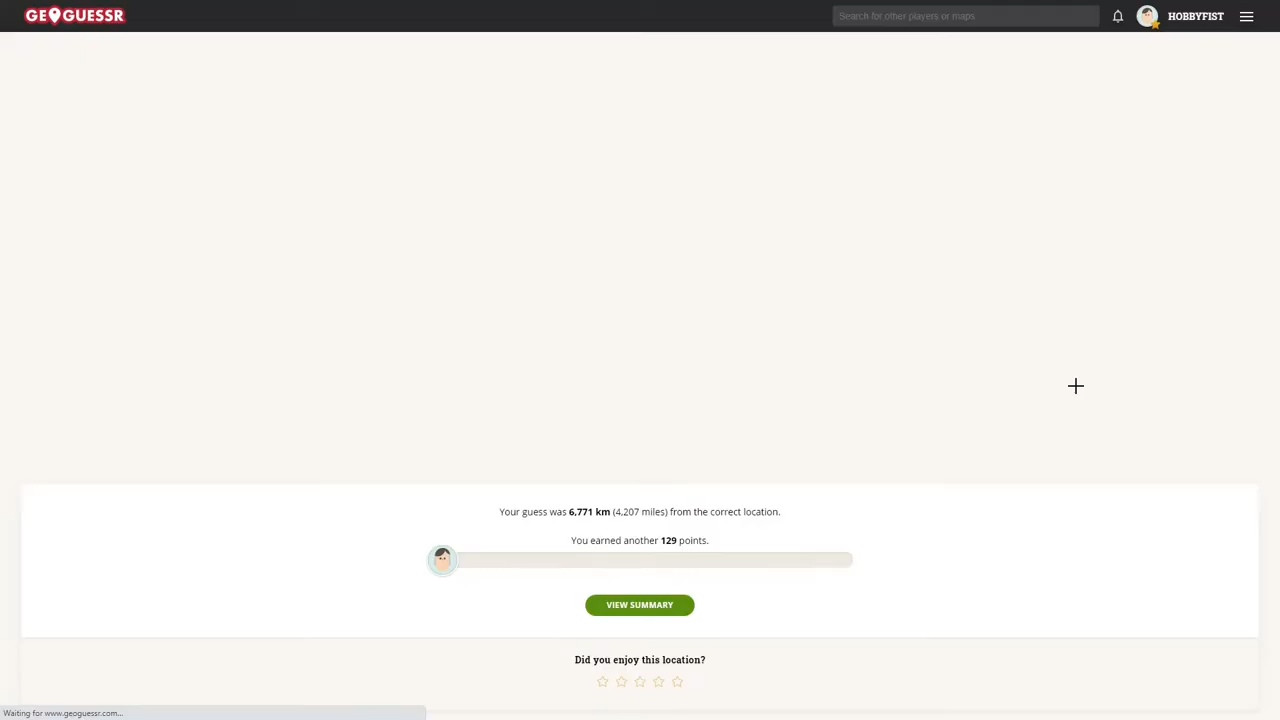 GEOGUESSR
Search for other players or maps
HOBBYFIST
Your guess was 6,771 km (4,207 miles) from the correct location.
You earned another 129 points.
VIEW SUMMARY
Did you enjoy this location?
Waiting for www.geoguessr.com...